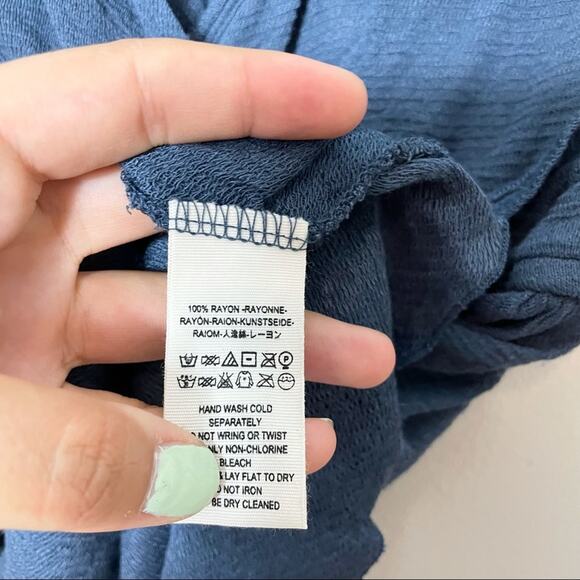 100% RAYON -RAYONNE-
RAYÓN-RAION-KUNSTSEIDE-
RAIOM-人造絲-レーヨン
HAND WASH COLD
SEPARATELY
NOT WRING OR TWIST
NON-CHLORINE
BLEACH
& LAY FLAT TO DRY
NOT IRON
BE DRY CLEANED